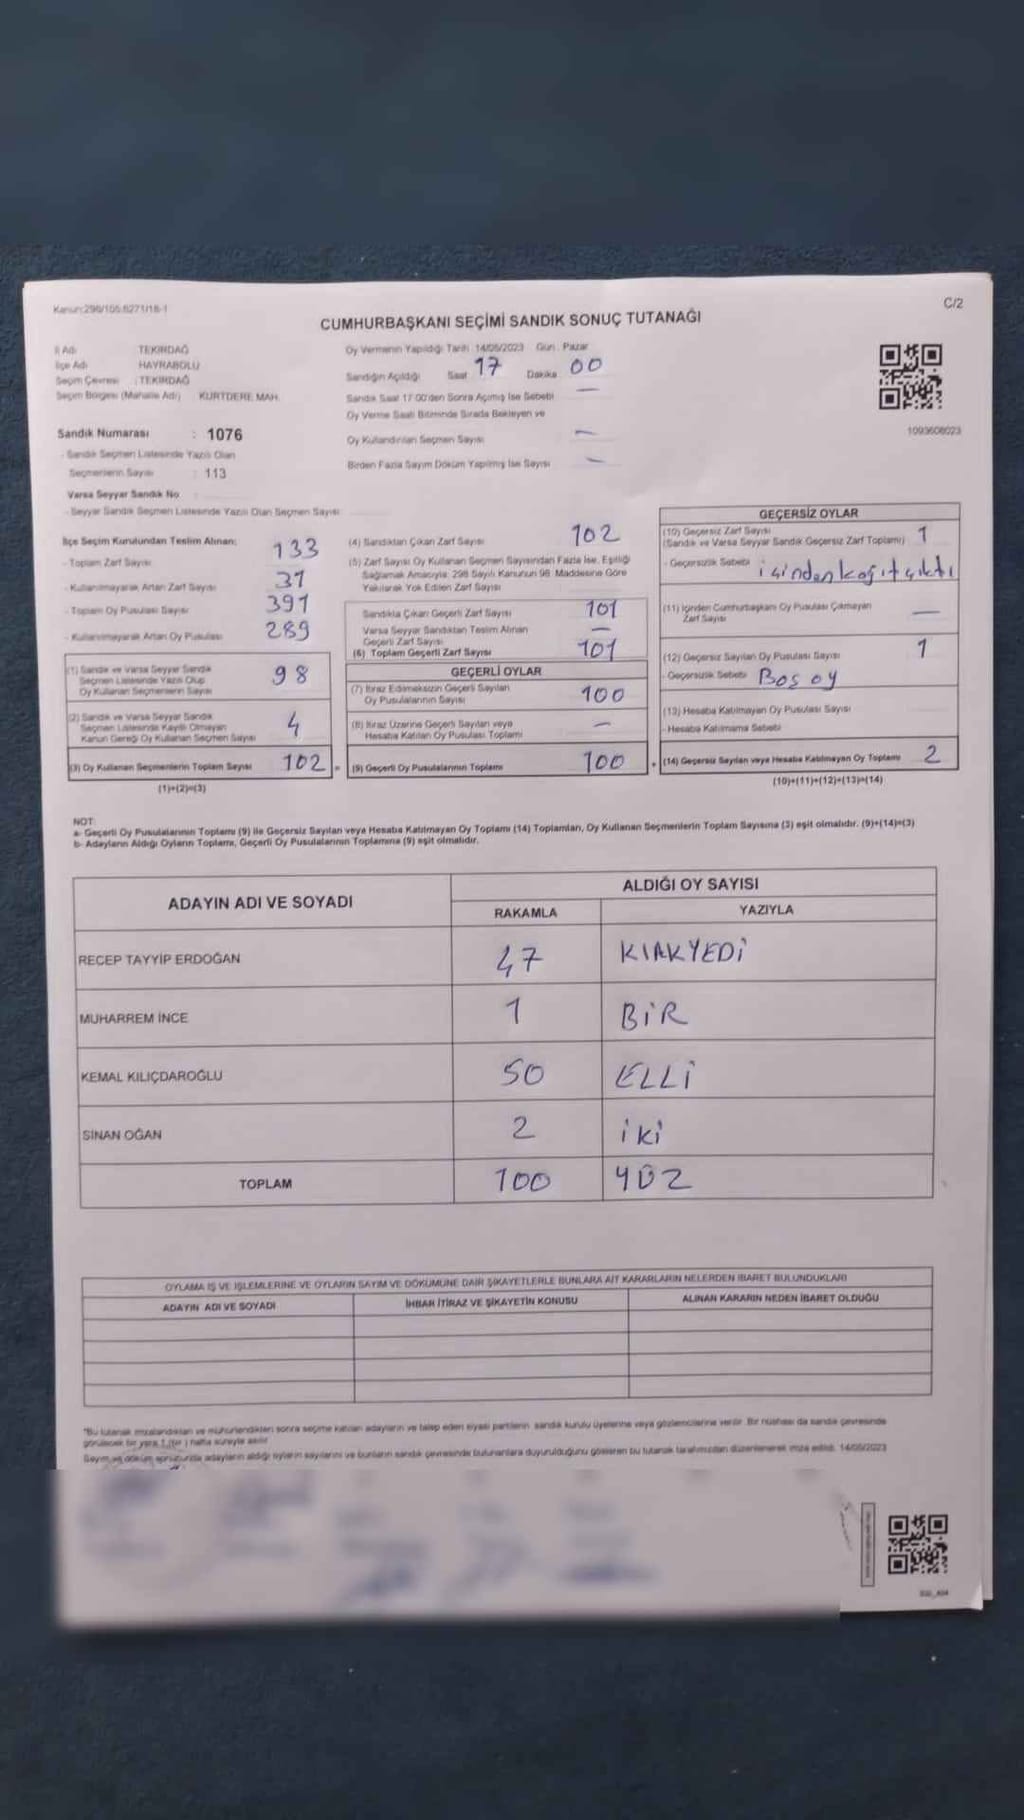 Kanun:298/105:6271/18-1
C/2
CUMHURBAŞKANI SEÇİMİ SANDIK SONUÇ TUTANAĞI
İl Adı TEKİRDAĞ
İlçe Adı HAYRABOLU
Seçim Çevresi : TEKİRDAĞ
Seçim Bölgesi (Mahalle Adı) KURTDERE MAH.
Sandık Numarası : 1076
- Sandık Seçmen Listesinde Yazılı Olan
Seçmenlerin Sayısı : 113
Varsa Seyyar Sandık No
- Seyyar Sandık Seçmen Listesinde Yazılı Olan Seçmen Sayısı
Oy Vermenin Yapıldığı Tarih 14/05/2023 Gün : Pazar
Sandığın Açıldığı Saat 17 Dakika 00
Sandık Saat 17:00'den Sonra Açılmış İse Sebebi —
Oy Verme Saati Bitiminde Sırada Bekleyen ve
Oy Kullandırılan Seçmen Sayısı —
Birden Fazla Sayım Döküm Yapılmış İse Sayısı —
1093608023
İlçe Seçim Kurulundan Teslim Alınan:
- Toplam Zarf Sayısı 133
- Kullanılmayarak Artan Zarf Sayısı 31
- Toplam Oy Pusulası Sayısı 391
- Kullanılmayarak Artan Oy Pusulası 289
(1) Sandık ve Varsa Seyyar Sandık
Seçmen Listesinde Yazılı Olup
Oy Kullanan Seçmenlerin Sayısı 98
(2) Sandık ve Varsa Seyyar Sandık
Seçmen Listesinde Kayıtlı Olmayan
Kanun Gereği Oy Kullanan Seçmen Sayısı 4
(3) Oy Kullanan Seçmenlerin Toplam Sayısı 102 =
(1)+(2)=(3)
(4) Sandıktan Çıkan Zarf Sayısı 102
(5) Zarf Sayısı Oy Kullanan Seçmen Sayısından Fazla İse, Eşitliği
Sağlamak Amacıyla, 298 Sayılı Kanunun 98. Maddesine Göre
Yakılarak Yok Edilen Zarf Sayısı
Sandıkta Çıkan Geçerli Zarf Sayısı 101
Varsa Seyyar Sandıktan Teslim Alınan
Geçerli Zarf Sayısı —
(6) Toplam Geçerli Zarf Sayısı 101
GEÇERLİ OYLAR
(7) İtiraz Edilmeksizin Geçerli Sayılan
Oy Pusulalarının Sayısı 100
(8) İtiraz Üzerine Geçerli Sayılan veya
Hesaba Katılan Oy Pusulası Toplamı —
(9) Geçerli Oy Pusulalarının Toplamı 100 +
GEÇERSİZ OYLAR
(10) Geçersiz Zarf Sayısı
(Sandık ve Varsa Seyyar Sandık Geçersiz Zarf Toplamı) 1
- Geçersizlik Sebebi içinden kağıt çıktı
(11) İçinden Cumhurbaşkanı Oy Pusulası Çıkmayan
Zarf Sayısı —
(12) Geçersiz Sayılan Oy Pusulası Sayısı 1
- Geçersizlik Sebebi Boş oy
(13) Hesaba Katılmayan Oy Pusulası Sayısı
- Hesaba Katılmama Sebebi
(14) Geçersiz Sayılan veya Hesaba Katılmayan Oy Toplamı 2
(10)+(11)+(12)+(13)=(14)
NOT:
a- Geçerli Oy Pusulalarının Toplamı (9) ile Geçersiz Sayılan veya Hesaba Katılmayan Oy Toplamı (14) Toplamları, Oy Kullanan Seçmenlerin Toplam Sayısına (3) eşit olmalıdır. (9)+(14)=(3)
b- Adayların Aldığı Oyların Toplamı, Geçerli Oy Pusulalarının Toplamına (9) eşit olmalıdır.
ADAYIN ADI VE SOYADI
ALDIĞI OY SAYISI
RAKAMLA YAZIYLA
RECEP TAYYİP ERDOĞAN 47 KIRKYEDİ
MUHARREM İNCE 1 BİR
KEMAL KILIÇDAROĞLU 50 ELLİ
SİNAN OĞAN 2 iki
TOPLAM 100 YÜZ
OYLAMA İŞ VE İŞLEMLERİNE VE OYLARIN SAYIM VE DÖKÜMÜNE DAİR ŞİKAYETLERLE BUNLARA AİT KARARLARIN NELERDEN İBARET BULUNDUKLARI
ADAYIN ADI VE SOYADI İHBAR İTİRAZ VE ŞİKAYETİN KONUSU ALINAN KARARIN NEDEN İBARET OLDUĞU
"Bu tutanak imzalandıktan ve mühürlendikten sonra seçime katılan adayların ve talep eden siyasi partilerin sandık kurulu üyelerine veya gözlemcilerine verilir. Bir nüshası da sandık çevresinde
görülecek bir yere 1 (bir) hafta süreyle asılır
Sayım ve döküm sonucunda adayların aldığı oyların sayılarını ve bunların sandık çevresinde bulunanlara duyurulduğunu gösteren bu tutanak tarafımızdan düzenlenerek imza edildi. 14/05/2023